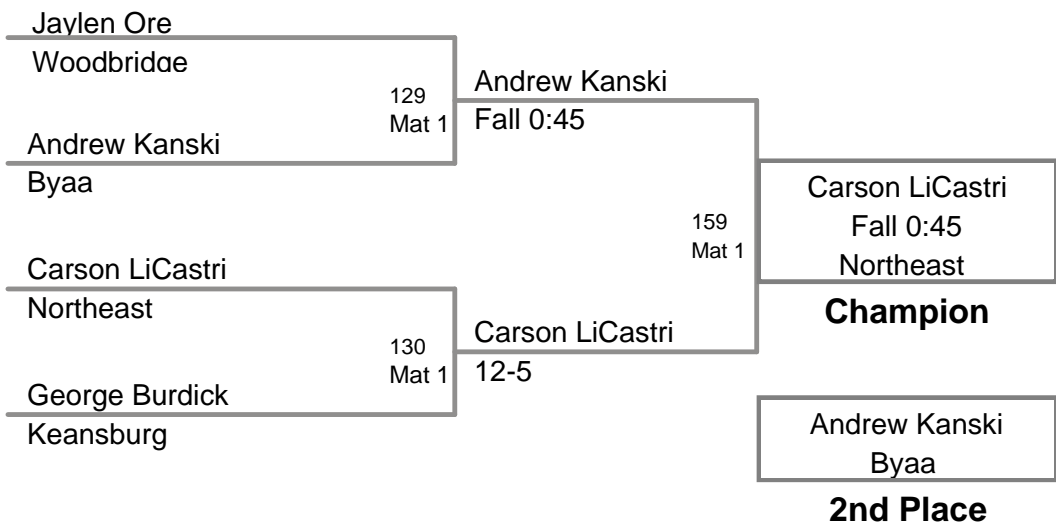 Jaylen Ore
Woodbridge
129
Mat 1
Andrew Kanski
Byaa
Andrew Kanski
Fall 0:45
Carson LiCastri
Northeast
130
Mat 1
George Burdick
Keansburg
Carson LiCastri
12-5
159
Mat 1
Carson LiCastri
Fall 0:45
Northeast
Champion
Andrew Kanski
Byaa
2nd Place